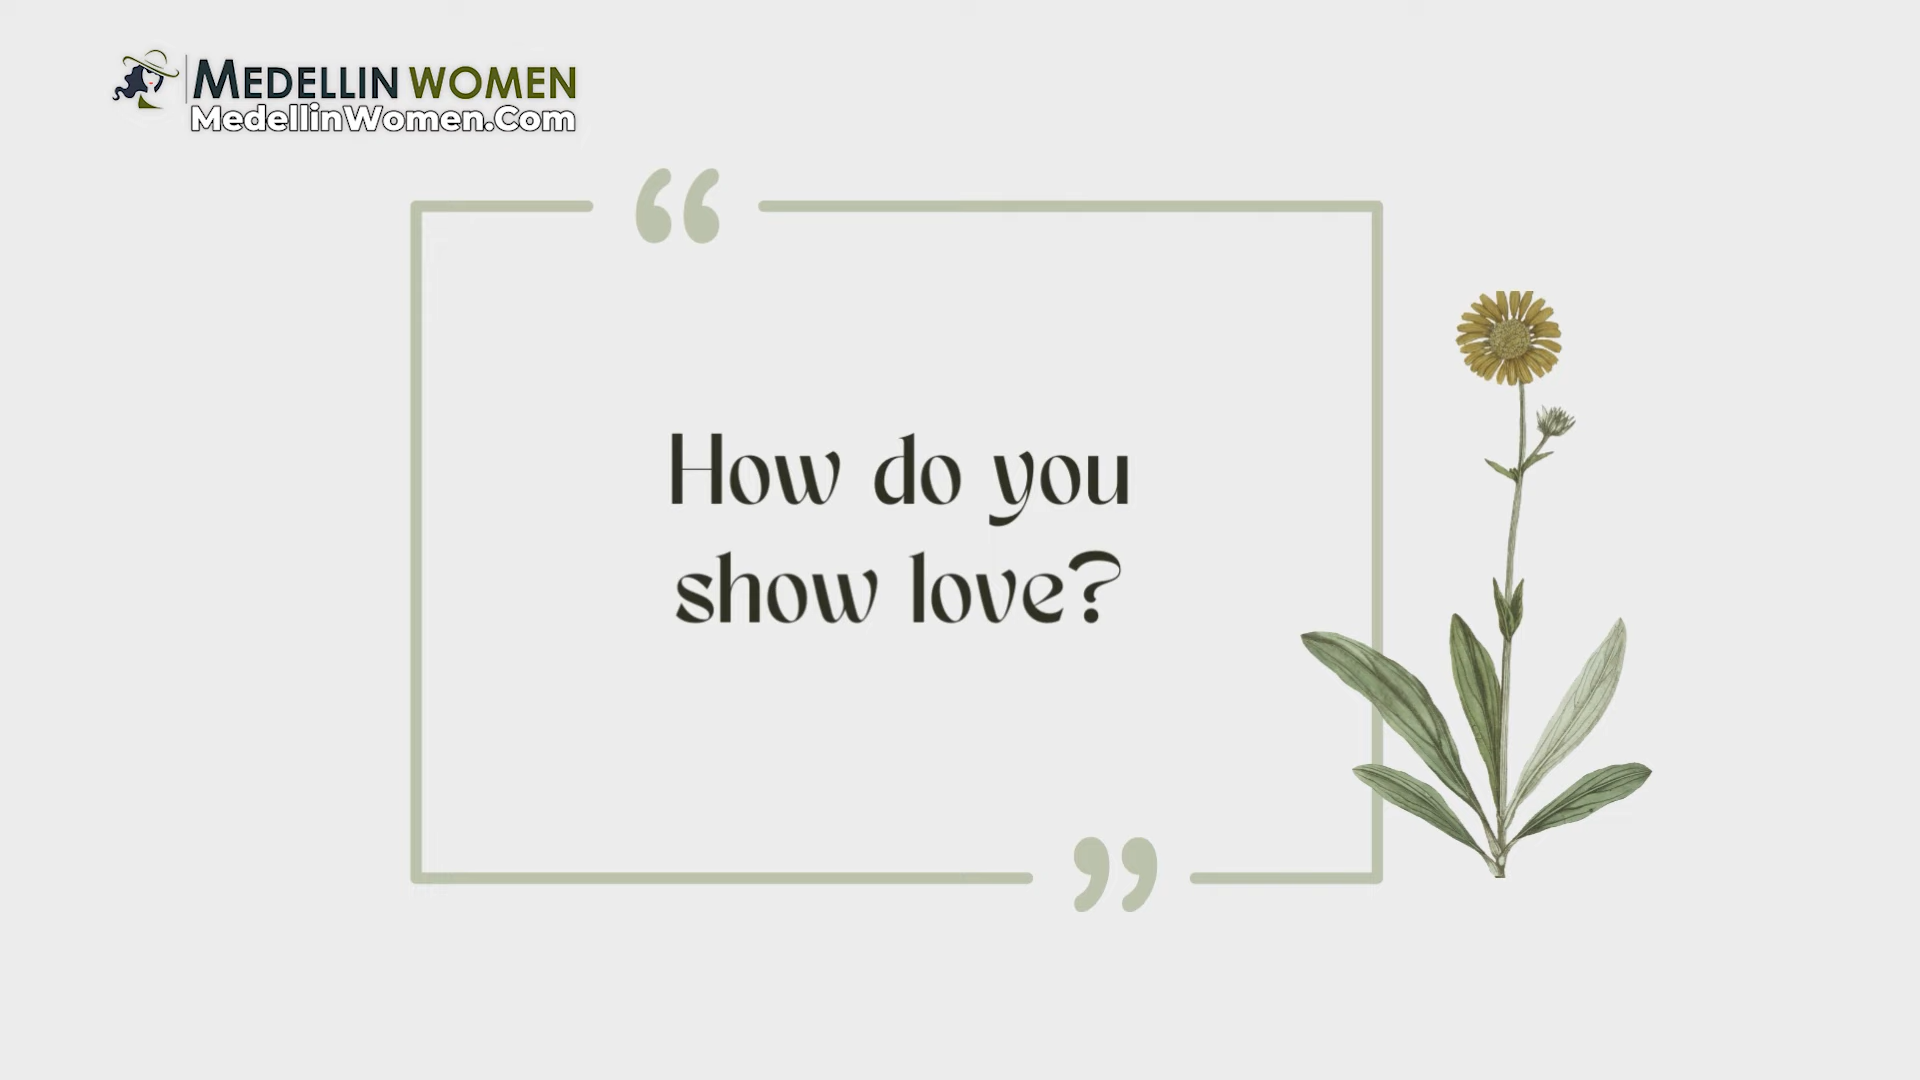 MEDELLIN WOMEN
MedellinWomen.Com
“
How do you
show love?
”